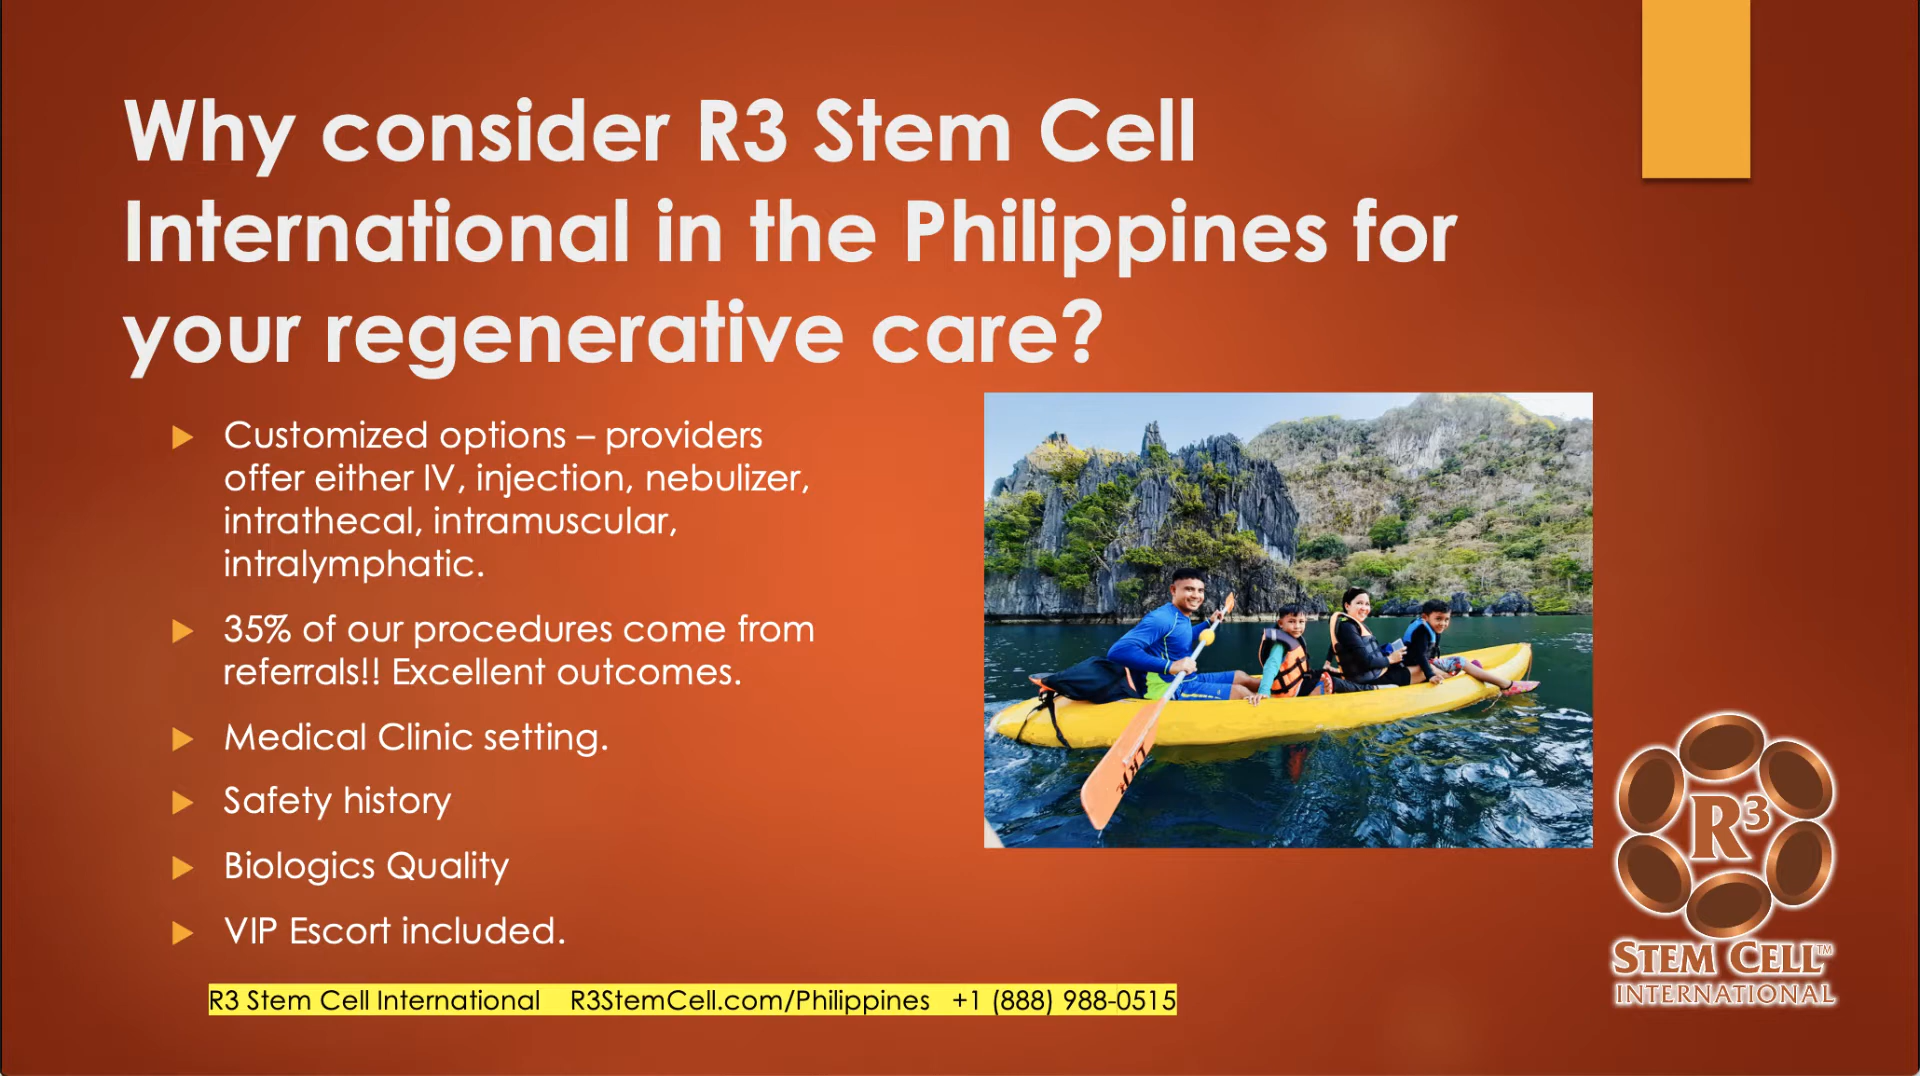 Why consider R3 Stem Cell
International in the Philippines for
your regenerative care?
Customized options – providers
offer either IV, injection, nebulizer,
intrathecal, intramuscular,
intralymphatic.
35% of our procedures come from
referrals!! Excellent outcomes.
Medical Clinic setting.
Safety history
Biologics Quality
VIP Escort included.
R3 Stem Cell International R3StemCell.com/Philippines +1 (888) 988-0515
R³
STEM CELL™
INTERNATIONAL